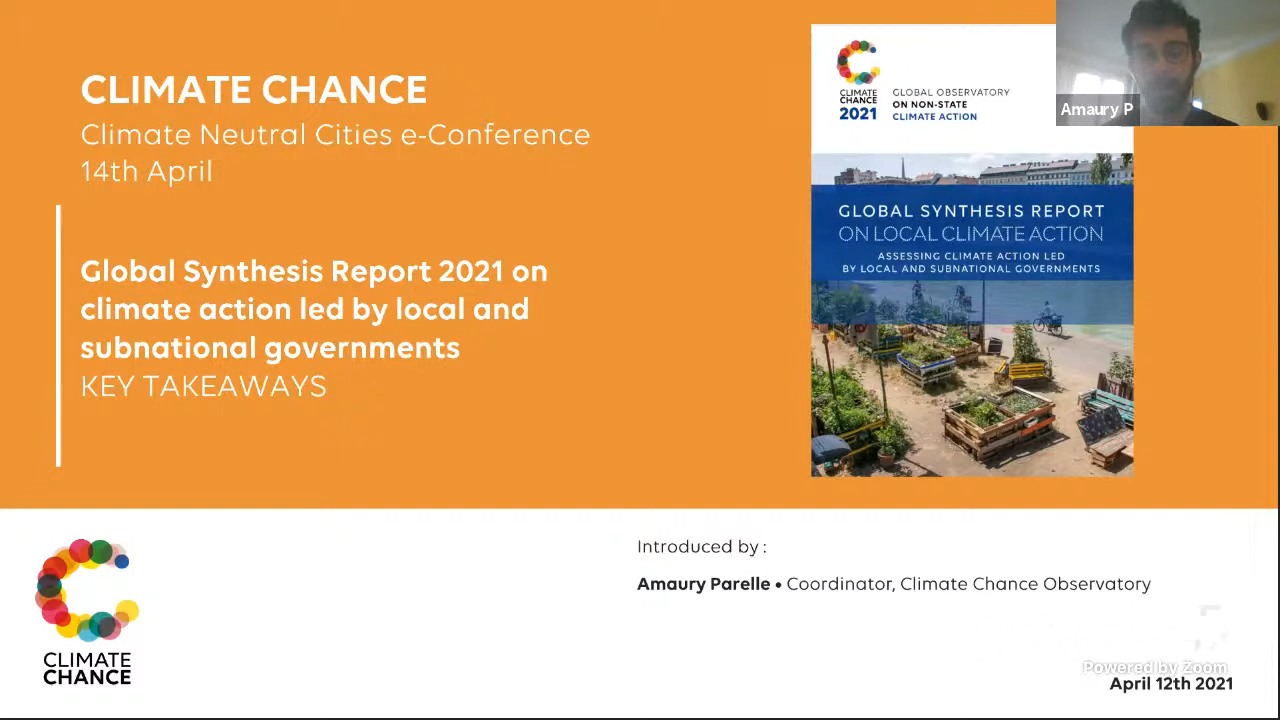 CLIMATE CHANCE
Climate Neutral Cities e-Conference
14th April
Global Synthesis Report 2021 on
climate action led by local and
subnational governments
KEY TAKEAWAYS
CLIMATE
CHANCE
2021
GLOBAL OBSERVATORY
ON NON-STATE
CLIMATE ACTION
Amaury P
GLOBAL SYNTHESIS REPORT
ON LOCAL CLIMATE ACTION
ASSESSING CLIMATE ACTION LED
BY LOCAL AND SUBNATIONAL GOVERNMENTS
Introduced by :
Amaury Parelle • Coordinator, Climate Chance Observatory
CLIMATE
CHANCE
Powered by Zoom
April 12th 2021